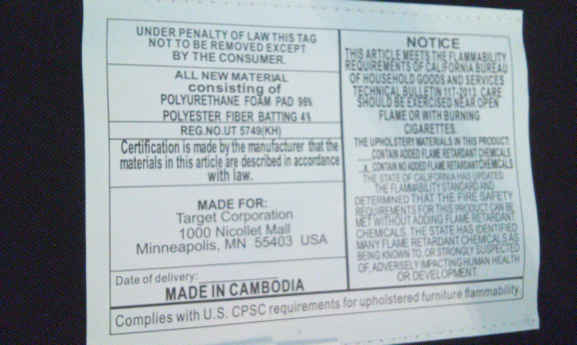 UNDER PENALTY OF LAW THIS TAG
NOT TO BE REMOVED EXCEPT
BY THE CONSUMER.
ALL NEW MATERIAL
consisting of
POLYURETHANE FOAM PAD 96%
POLYESTER FIBER BATTING 4%
REG.NO.UT 5749(KH)
Certification is made by the manufacturer that the
materials in this article are described in accordance
with law.
MADE FOR:
Target Corporation
1000 Nicollet Mall
Minneapolis, MN 55403 USA
Date of delivery:
MADE IN CAMBODIA
NOTICE
THIS ARTICLE MEETS THE FLAMMABILITY
REQUIREMENTS OF CALIFORNIA BUREAU
OF HOUSEHOLD GOODS AND SERVICES
TECHNICAL BULLETIN 117-2013. CARE
SHOULD BE EXERCISED NEAR OPEN
FLAME OR WITH BURNING
CIGARETTES.
THE UPHOLSTERY MATERIALS IN THIS PRODUCT:
CONTAIN ADDED FLAME RETARDANT CHEMICALS
X CONTAIN NO ADDED FLAME RETARDANT CHEMICALS
THE STATE OF CALIFORNIA HAS UPDATED
THE FLAMMABILITY STANDARD AND
DETERMINED THAT THE FIRE SAFETY
REQUIREMENTS FOR THIS PRODUCT CAN BE
MET WITHOUT ADDING FLAME RETARDANT
CHEMICALS. THE STATE HAS IDENTIFIED
MANY FLAME RETARDANT CHEMICALS AS
BEING KNOWN TO, OR STRONGLY SUSPECTED
OF, ADVERSELY IMPACTING HUMAN HEALTH
OR DEVELOPMENT.
Complies with U.S. CPSC requirements for upholstered furniture flammability